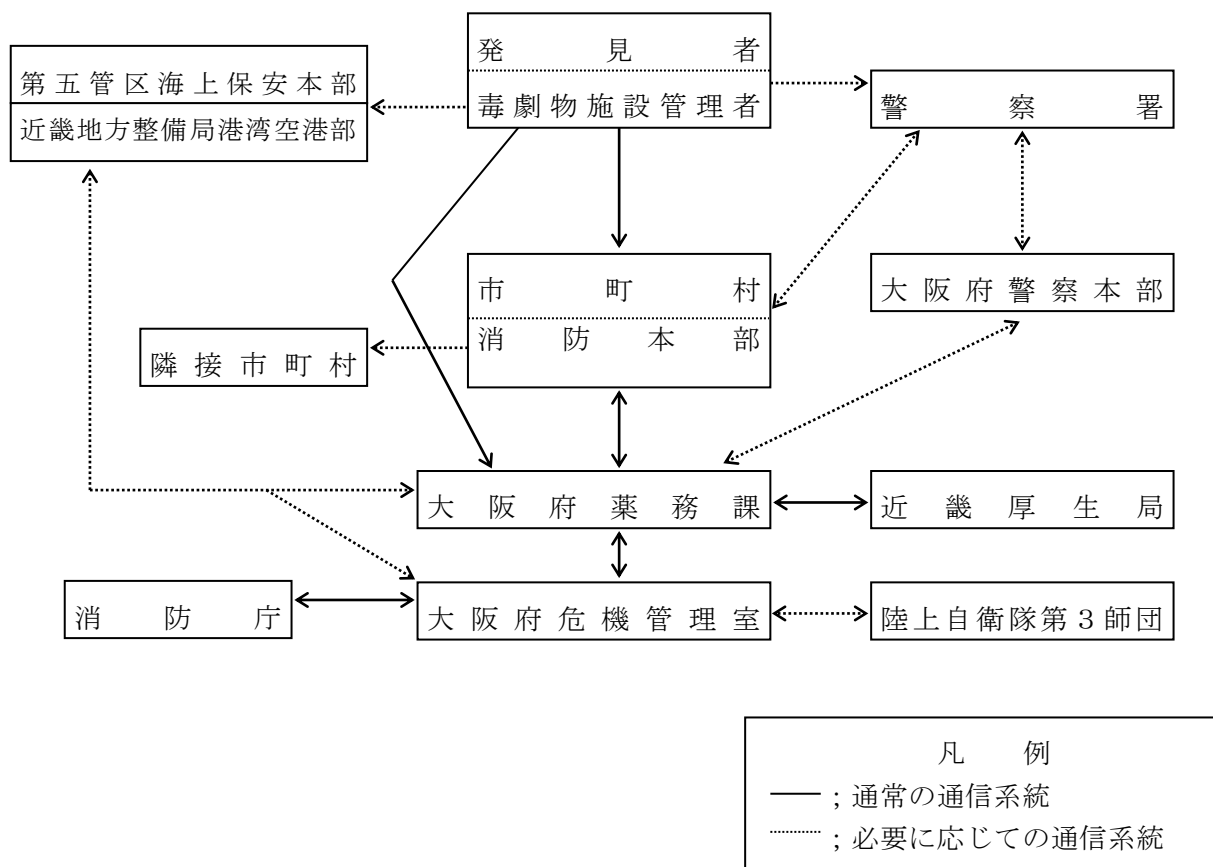 発見者
毒劇物施設管理者
第五管区海上保安本部
近畿地方整備局港湾空港部
警察署
市町村
消防本部
大阪府警察本部
隣接市町村
大阪府薬務課
近畿厚生局
消防庁
大阪府危機管理室
陸上自衛隊第３師団
凡例
；通常の通信系統
；必要に応じての通信系統